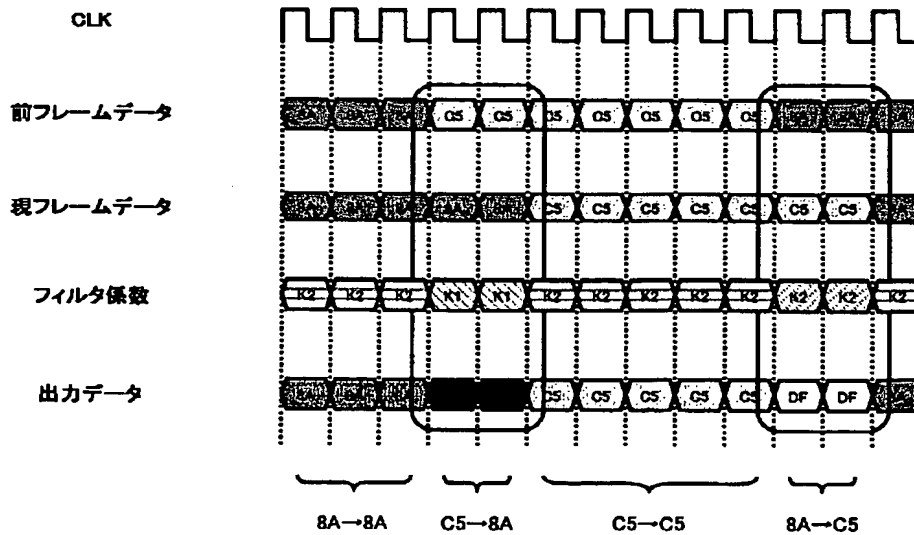 CLK
前フレームデータ
C5 C5 C5 C5 C5 C5 C5
現フレームデータ
C5 C5 C5 C5 C5 C5 C5
フィルタ係数
K2 K2 K2 K1 K1 K2 K2 K2 K2 K2 K2 K2 K2
出力データ
C5 C5 C5 C5 C5 DF DF
8A→8A C5→8A C5→C5 8A→C5